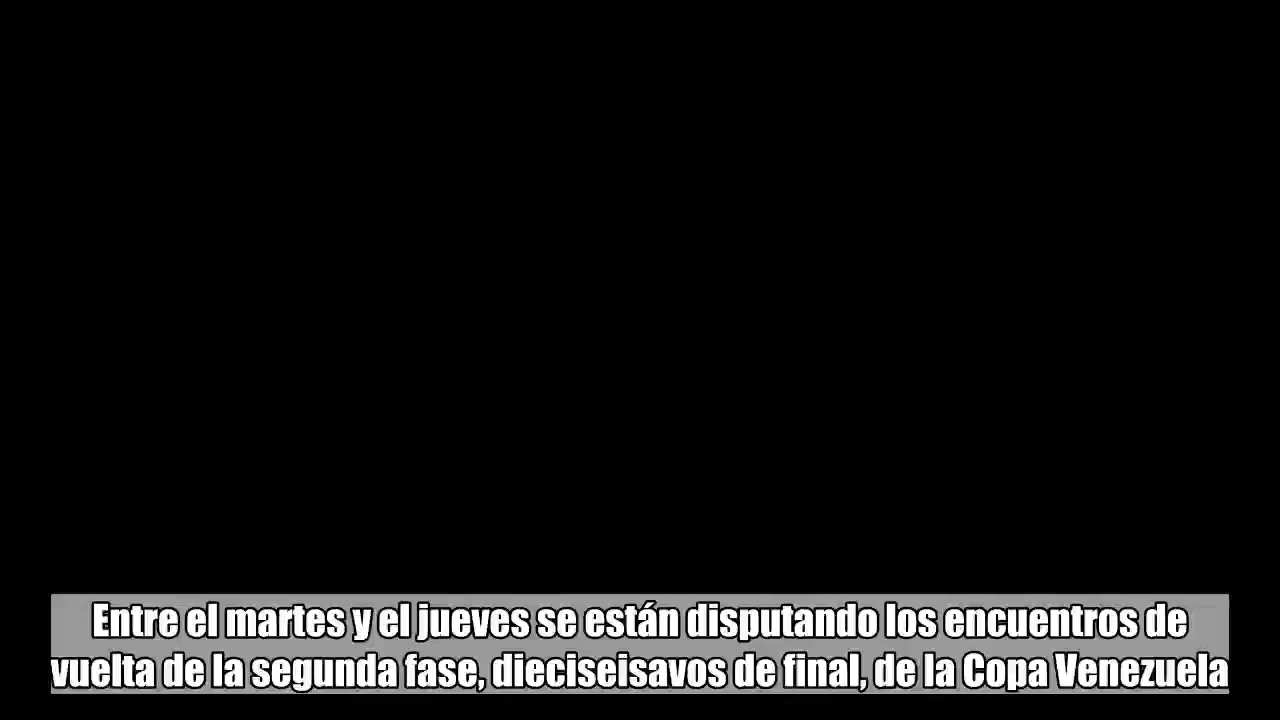 Entre el martes y el jueves se están disputando los encuentros de
vuelta de la segunda fase, dieciseisavos de final, de la Copa Venezuela